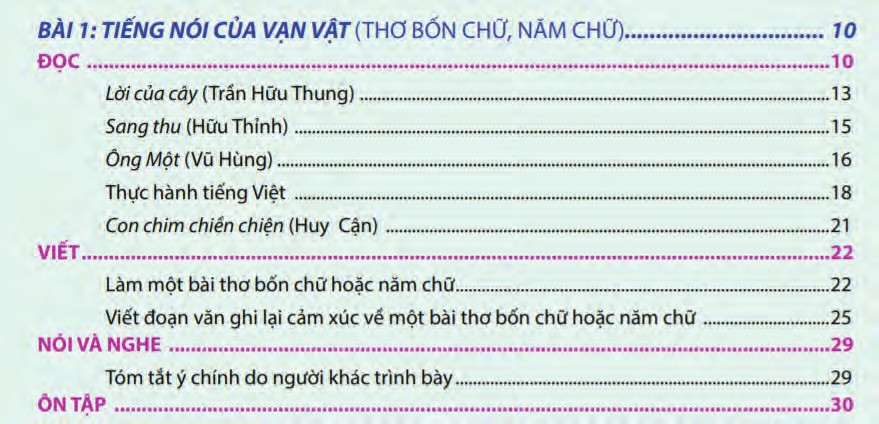 BÀI 1: TIẾNG NÓI CỦA VẠN VẬT (THƠ BỐN CHỮ, NĂM CHỮ)................................ 10
ĐỌC ................................................................................10
Lời của cây (Trần Hữu Thung) ................................................................13
Sang thu (Hữu Thỉnh) ................................................................15
Ông Một (Vũ Hùng) ................................................................16
Thực hành tiếng Việt ................................................................18
Con chim chiền chiện (Huy Cận) ................................................................21
VIẾT................................................................................22
Làm một bài thơ bốn chữ hoặc năm chữ................................................22
Viết đoạn văn ghi lại cảm xúc về một bài thơ bốn chữ hoặc năm chữ ................25
NÓI VÀ NGHE ................................................................................29
Tóm tắt ý chính do người khác trình bày................................................29
ÔN TẬP ................................................................................30